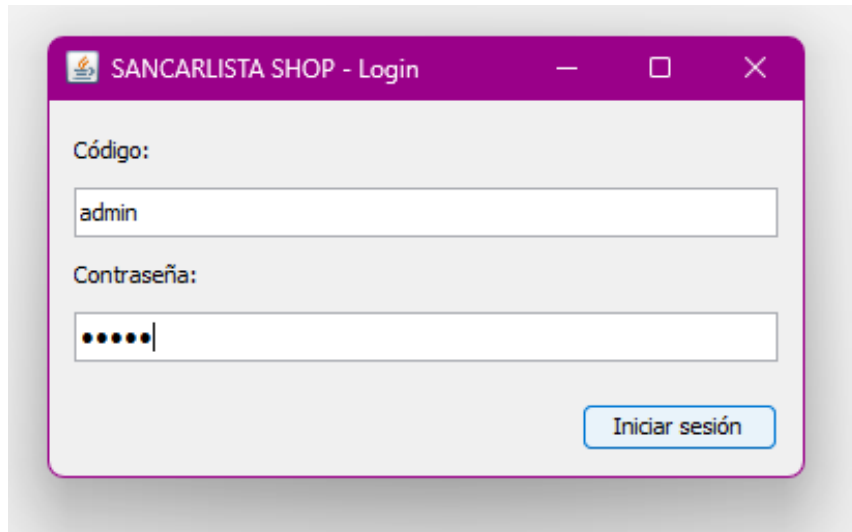 SANCARLISTA SHOP - Login
Código:
admin
Contraseña:
•••••
Iniciar sesión